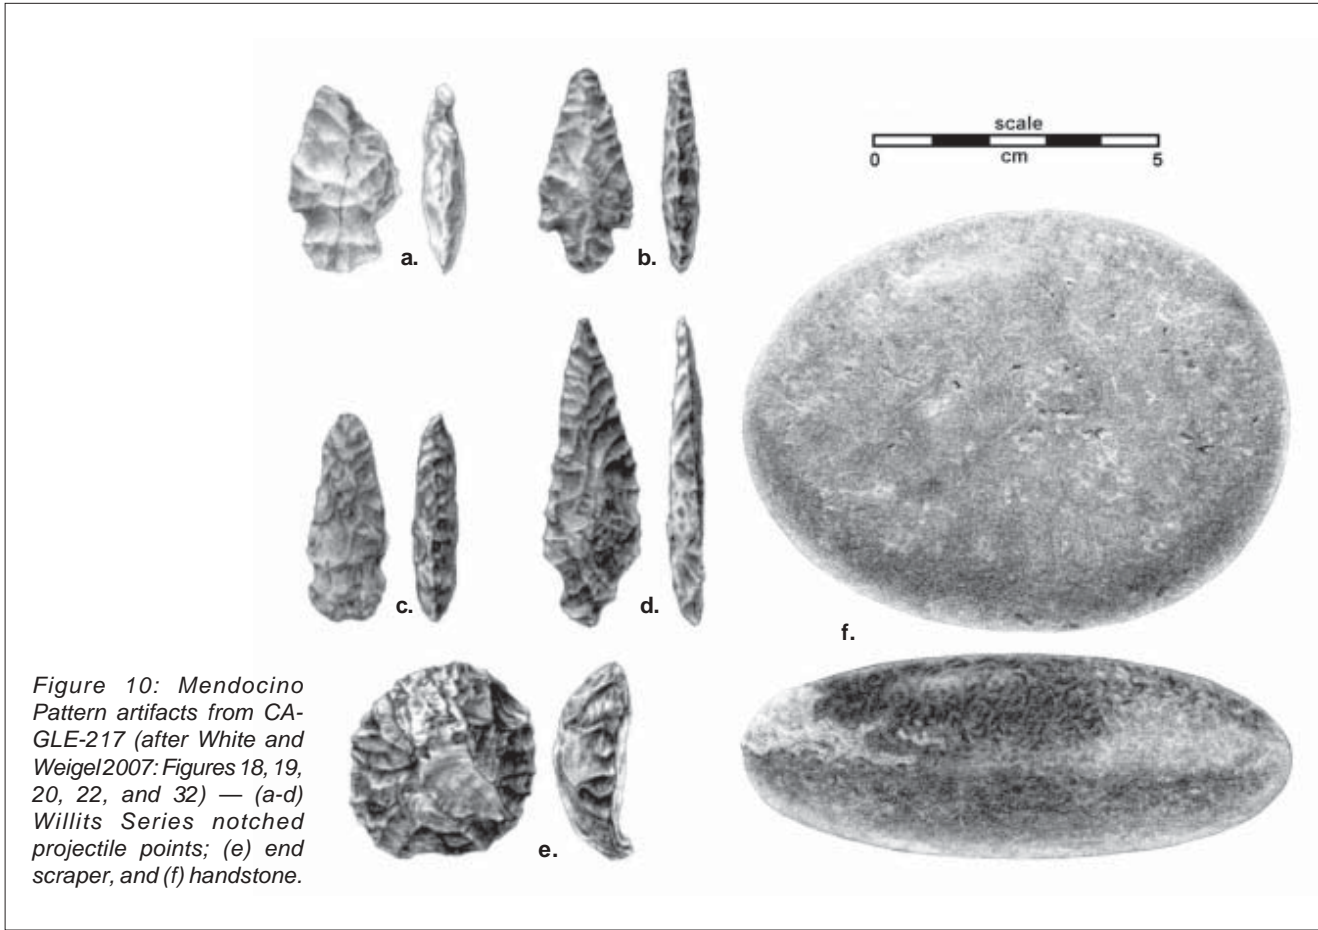 scale
0 cm 5
a.
b.
c.
d.
e.
f.
Figure 10: Mendocino
Pattern artifacts from CA-
GLE-217 (after White and
Weigel 2007: Figures 18, 19,
20, 22, and 32) — (a-d)
Willits Series notched
projectile points; (e) end
scraper, and (f) handstone.